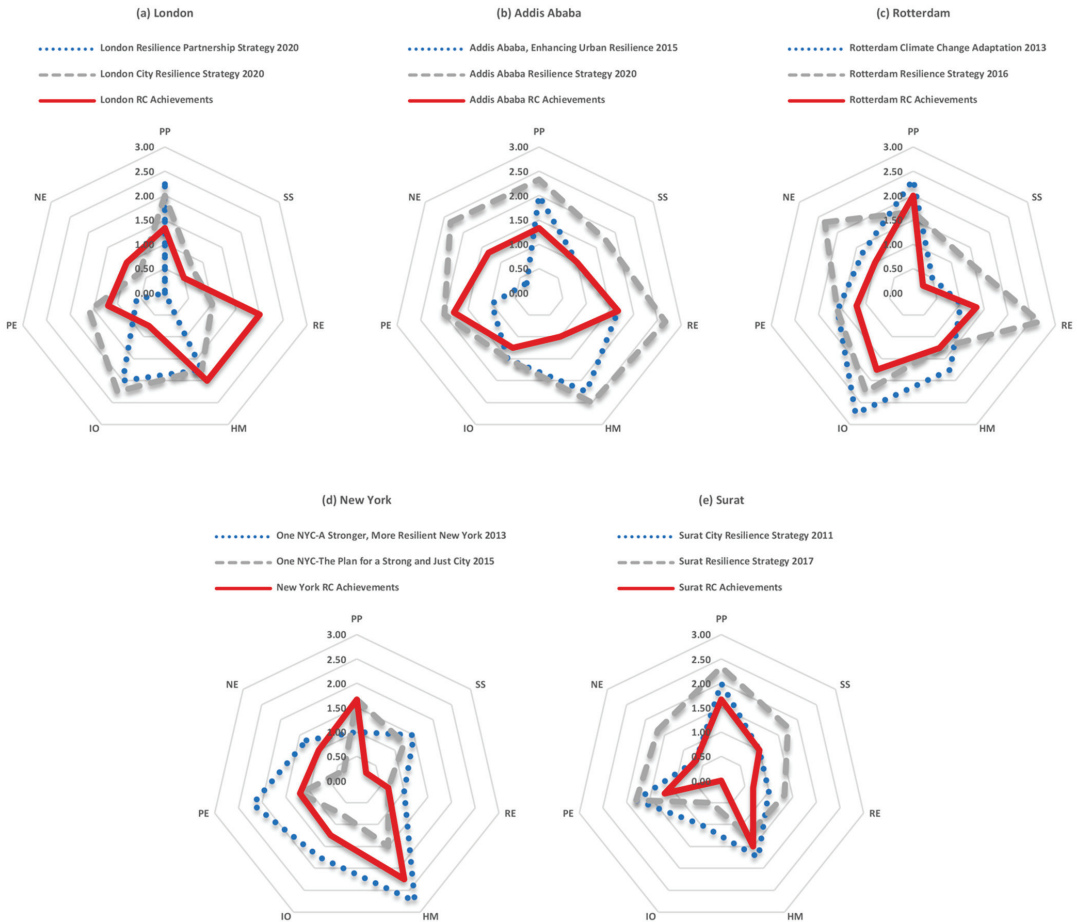 (a) London
London Resilience Partnership Strategy 2020
London City Resilience Strategy 2020
London RC Achievements
PP
3.00
2.50
2.00
1.50
1.00
0.50
0.00
NE
SS
PE
RE
IO
HM
(b) Addis Ababa
Addis Ababa, Enhancing Urban Resilience 2015
Addis Ababa Resilience Strategy 2020
Addis Ababa RC Achievements
PP
3.00
2.50
2.00
1.50
1.00
0.50
0.00
NE
SS
PE
RE
IO
HM
(c) Rotterdam
Rotterdam Climate Change Adaptation 2013
Rotterdam Resilience Strategy 2016
Rotterdam RC Achievements
PP
3.00
2.50
2.00
1.50
1.00
0.50
0.00
NE
SS
PE
RE
IO
HM
(d) New York
One NYC-A Stronger, More Resilient New York 2013
One NYC-The Plan for a Strong and Just City 2015
New York RC Achievements
PP
3.00
2.50
2.00
1.50
1.00
0.50
0.00
NE
SS
PE
RE
IO
HM
(e) Surat
Surat City Resilience Strategy 2011
Surat Resilience Strategy 2017
Surat RC Achievements
PP
3.00
2.50
2.00
1.50
1.00
0.50
0.00
NE
SS
PE
RE
IO
HM